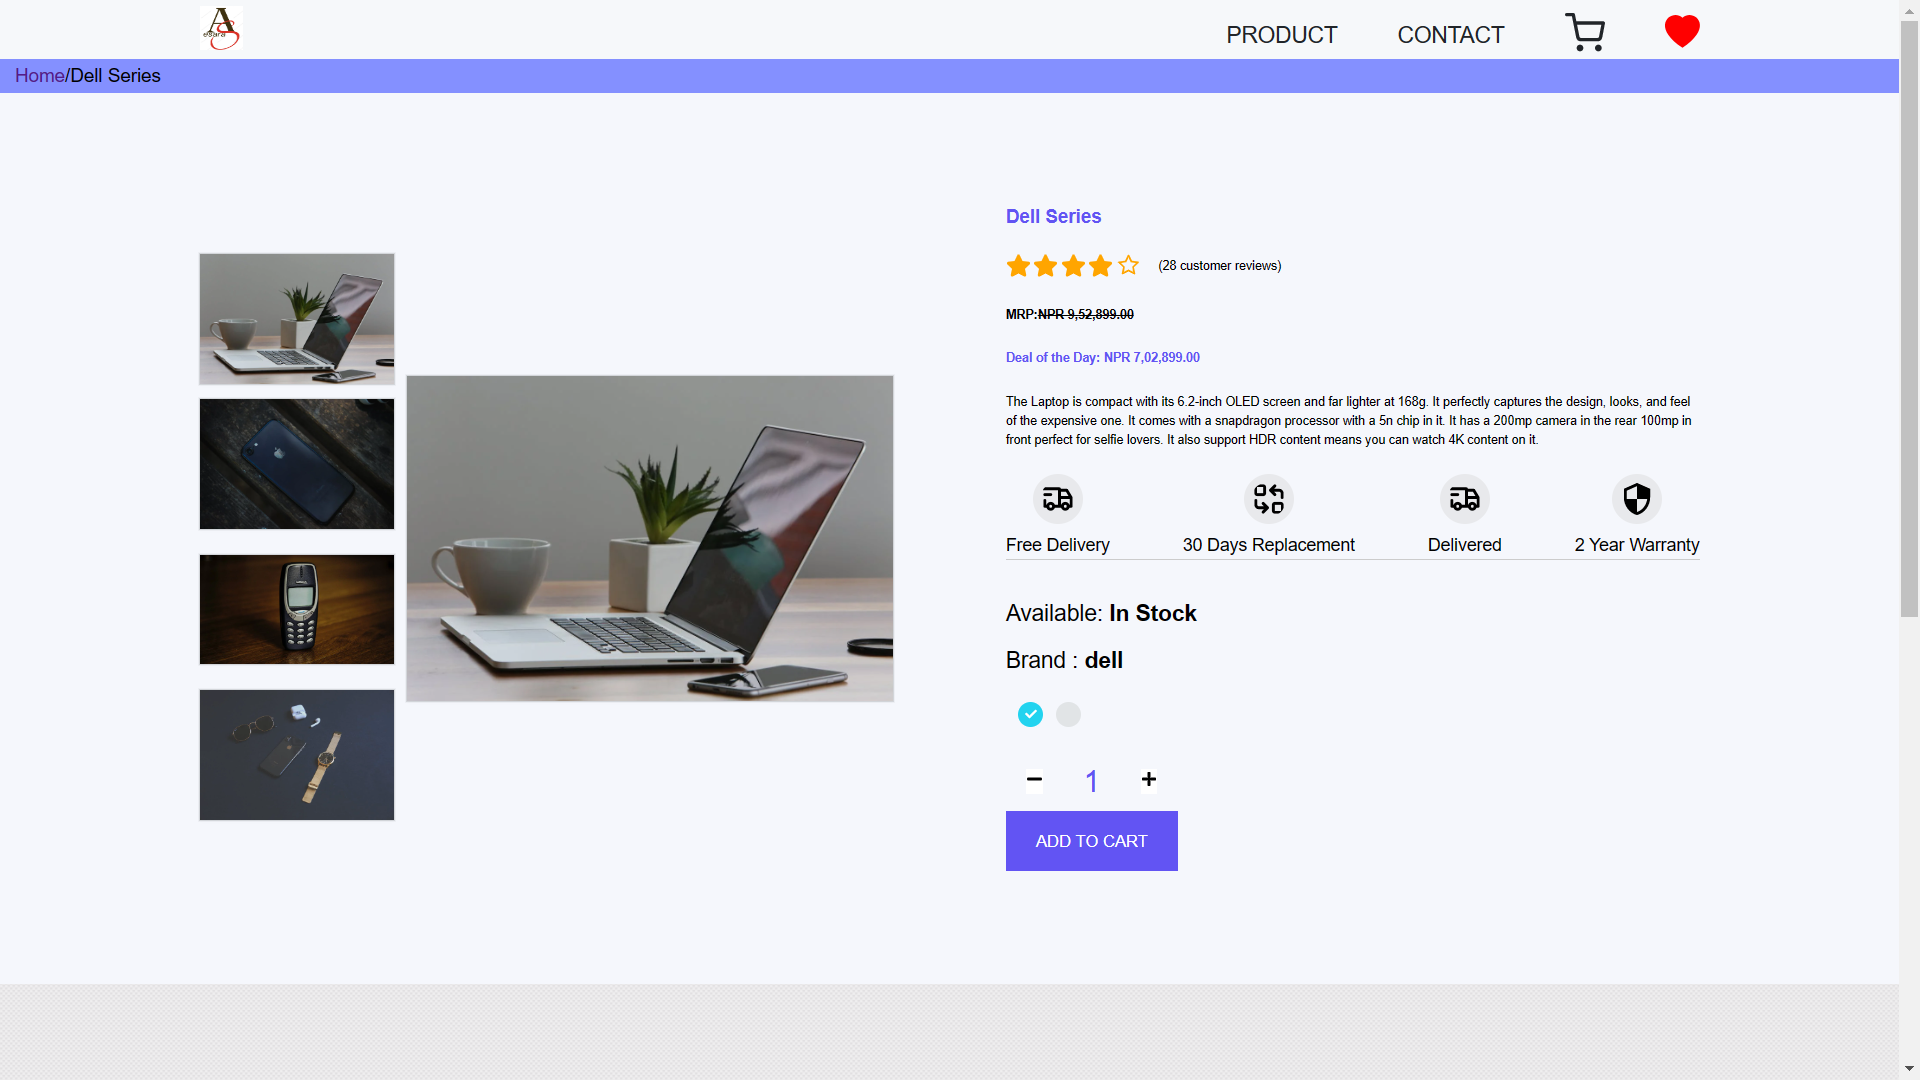 esara
PRODUCT
CONTACT
Home/Dell Series
Dell Series
(28 customer reviews)
MRP:NPR 9,52,899.00
Deal of the Day: NPR 7,02,899.00
The Laptop is compact with its 6.2-inch OLED screen and far lighter at 168g. It perfectly captures the design, looks, and feel
of the expensive one. It comes with a snapdragon processor with a 5n chip in it. It has a 200mp camera in the rear 100mp in
front perfect for selfie lovers. It also support HDR content means you can watch 4K content on it.
Free Delivery
30 Days Replacement
Delivered
2 Year Warranty
Available: In Stock
Brand : dell
1
ADD TO CART